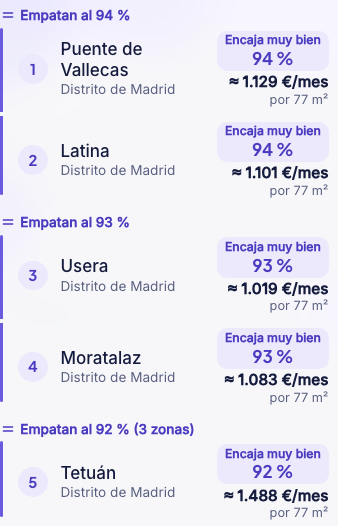 = Empatan al 94 %
Encaja muy bien
1
Puente de
Vallecas
94 %
Distrito de Madrid
≈ 1.129 €/mes
por 77 m²
Encaja muy bien
2
Latina
94 %
Distrito de Madrid
≈ 1.101 €/mes
por 77 m²
= Empatan al 93 %
Encaja muy bien
3
Usera
93 %
Distrito de Madrid
≈ 1.019 €/mes
por 77 m²
Encaja muy bien
4
Moratalaz
93 %
Distrito de Madrid
≈ 1.083 €/mes
por 77 m²
= Empatan al 92 % (3 zonas)
Encaja muy bien
5
Tetuán
92 %
Distrito de Madrid
≈ 1.488 €/mes
por 77 m²